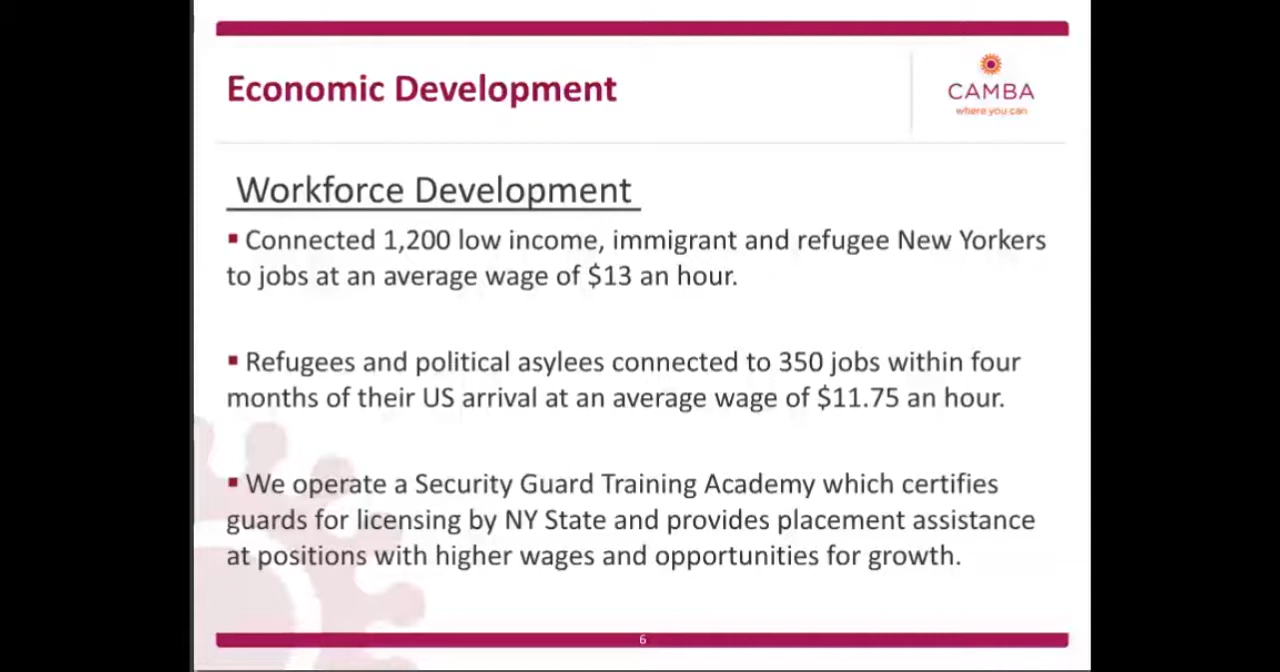 Economic Development
CAMBA
where you can
Workforce Development
▪ Connected 1,200 low income, immigrant and refugee New Yorkers
to jobs at an average wage of $13 an hour.
▪ Refugees and political asylees connected to 350 jobs within four
months of their US arrival at an average wage of $11.75 an hour.
▪ We operate a Security Guard Training Academy which certifies
guards for licensing by NY State and provides placement assistance
at positions with higher wages and opportunities for growth.
6